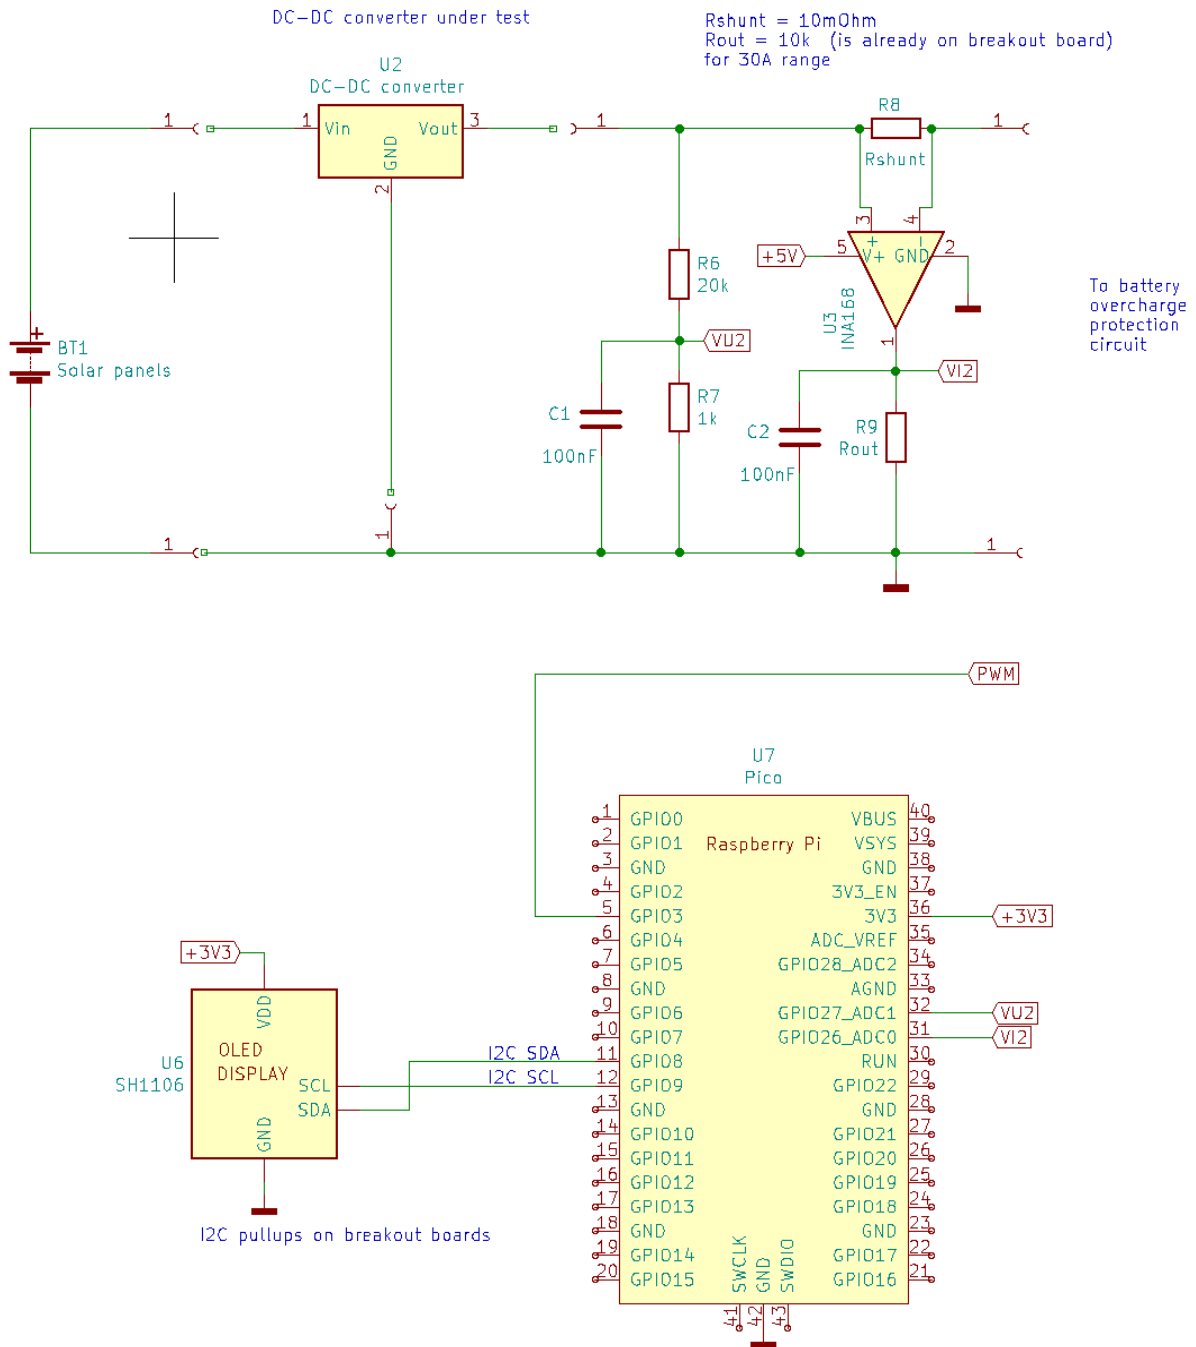 DC-DC converter under test
Rshunt = 10mOhm
Rout = 10k (is already on breakout board)
for 30A range
U2
DC-DC converter
R8
1
1 Vin
Vout 3
1
1
GND
2
Rshunt
3
4
+
-
+5V
5
V+ GND
2
R6
20k
U3
INA168
To battery
overcharge
protection
circuit
1
VU2
+
BT1
Solar panels
VI2
R7
1k
C1
100nF
C2
100nF
R9
Rout
1
1
1
PWM
U7
Pico
Raspberry Pi
1 GPIO0
VBUS 40
2 GPIO1
VSYS 39
3 GND
GND 38
4 GPIO2
3V3_EN 37
5 GPIO3
3V3 36
+3V3
6 GPIO4
ADC_VREF 35
7 GPIO5
GPIO28_ADC2 34
8 GND
AGND 33
9 GPIO6
GPIO27_ADC1 32
VU2
10 GPIO7
GPIO26_ADC0 31
VI2
11 GPIO8
RUN 30
12 GPIO9
GPIO22 29
13 GND
GND 28
14 GPIO10
GPIO21 27
15 GPIO11
GPIO20 26
16 GPIO12
GPIO19 25
17 GPIO13
GPIO18 24
18 GND
GND 23
19 GPIO14
GPIO17 22
20 GPIO15
GPIO16 21
SWCLK
GND
SWDIO
41
42
43
+3V3
VDD
OLED
DISPLAY
U6
SH1106
SCL
SDA
GND
I2C SDA
I2C SCL
I2C pullups on breakout boards